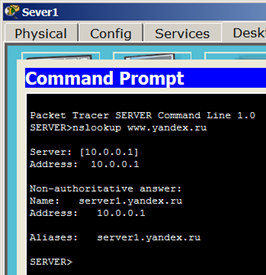 Sever1
Physical Config Services Desk
Command Prompt
Packet Tracer SERVER Command Line 1.0
SERVER>nslookup www.yandex.ru
Server: [10.0.0.1]
Address: 10.0.0.1
Non-authoritative answer:
Name: server1.yandex.ru
Address: 10.0.0.1
Aliases: server1.yandex.ru
SERVER>